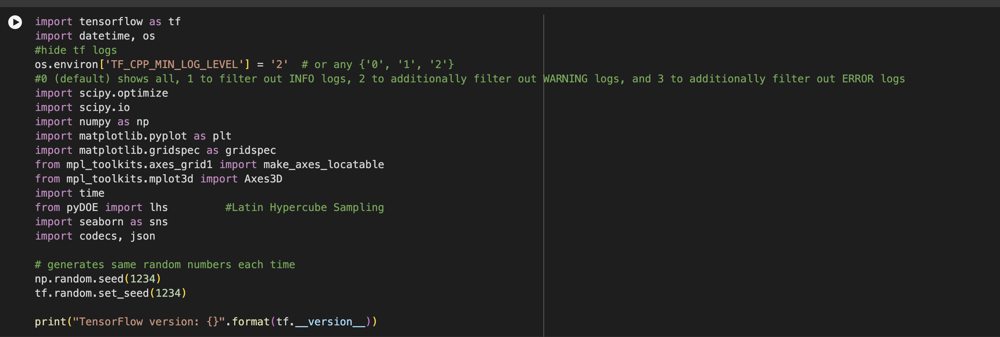 import tensorflow as tf
import datetime, os
#hide tf logs
os.environ['TF_CPP_MIN_LOG_LEVEL'] = '2'  # or any {'0', '1', '2'}
#0 (default) shows all, 1 to filter out INFO logs, 2 to additionally filter out WARNING logs, and 3 to additionally filter out ERROR logs
import scipy.optimize
import scipy.io
import numpy as np
import matplotlib.pyplot as plt
import matplotlib.gridspec as gridspec
from mpl_toolkits.axes_grid1 import make_axes_locatable
from mpl_toolkits.mplot3d import Axes3D
import time
from pyDOE import lhs         #Latin Hypercube Sampling
import seaborn as sns
import codecs, json

# generates same random numbers each time
np.random.seed(1234)
tf.random.set_seed(1234)

print("TensorFlow version: {}".format(tf.__version__))